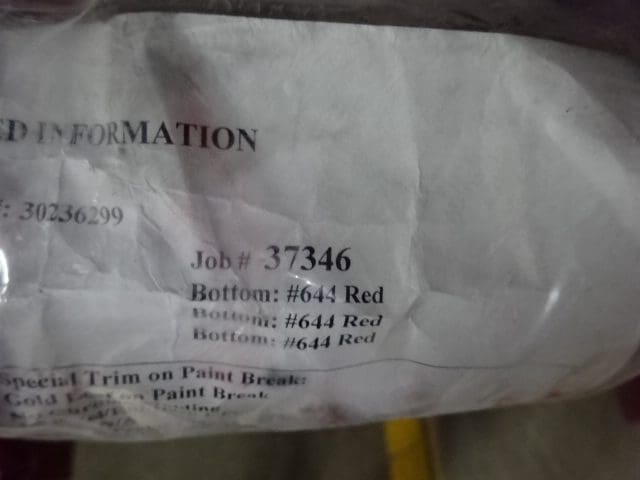 ED INFORMATION
#: 30236299
Job # 37346
Bottom: #644 Red
Bottom: #644 Red
Bottom: #644 Red
Special Trim on Paint Break:
Gold on Paint Break